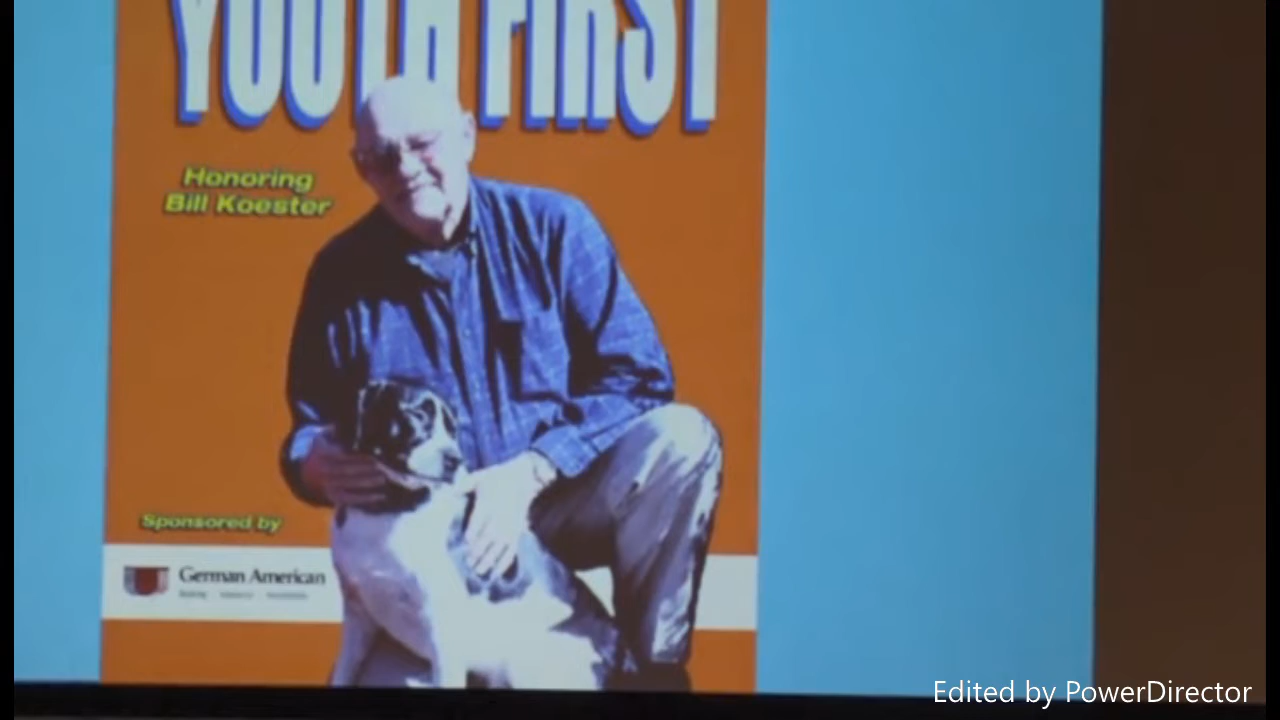 YOUTH FIRST
Honoring
Bill Koester
Sponsored by
German American
Edited by PowerDirector